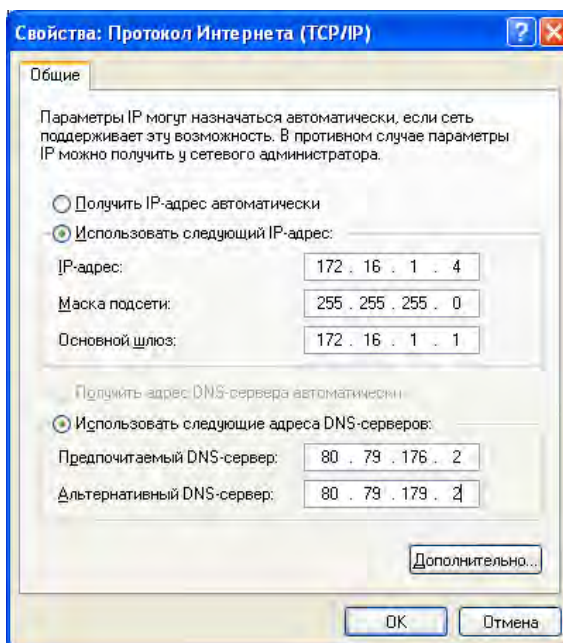 Свойства: Протокол Интернета (TCP/IP)
Общие
Параметры IP могут назначаться автоматически, если сеть
поддерживает эту возможность. В противном случае параметры
IP можно получить у сетевого администратора.
Получить IP-адрес автоматически
Использовать следующий IP-адрес:
IP-адрес: 172 . 16 . 1 . 4
Маска подсети: 255 . 255 . 255 . 0
Основной шлюз: 172 . 16 . 1 . 1
Получить адрес DNS-сервера автоматически
Использовать следующие адреса DNS-серверов:
Предпочитаемый DNS-сервер: 80 . 79 . 176 . 2
Альтернативный DNS-сервер: 80 . 79 . 179 . 2
Дополнительно...
ОК Отмена